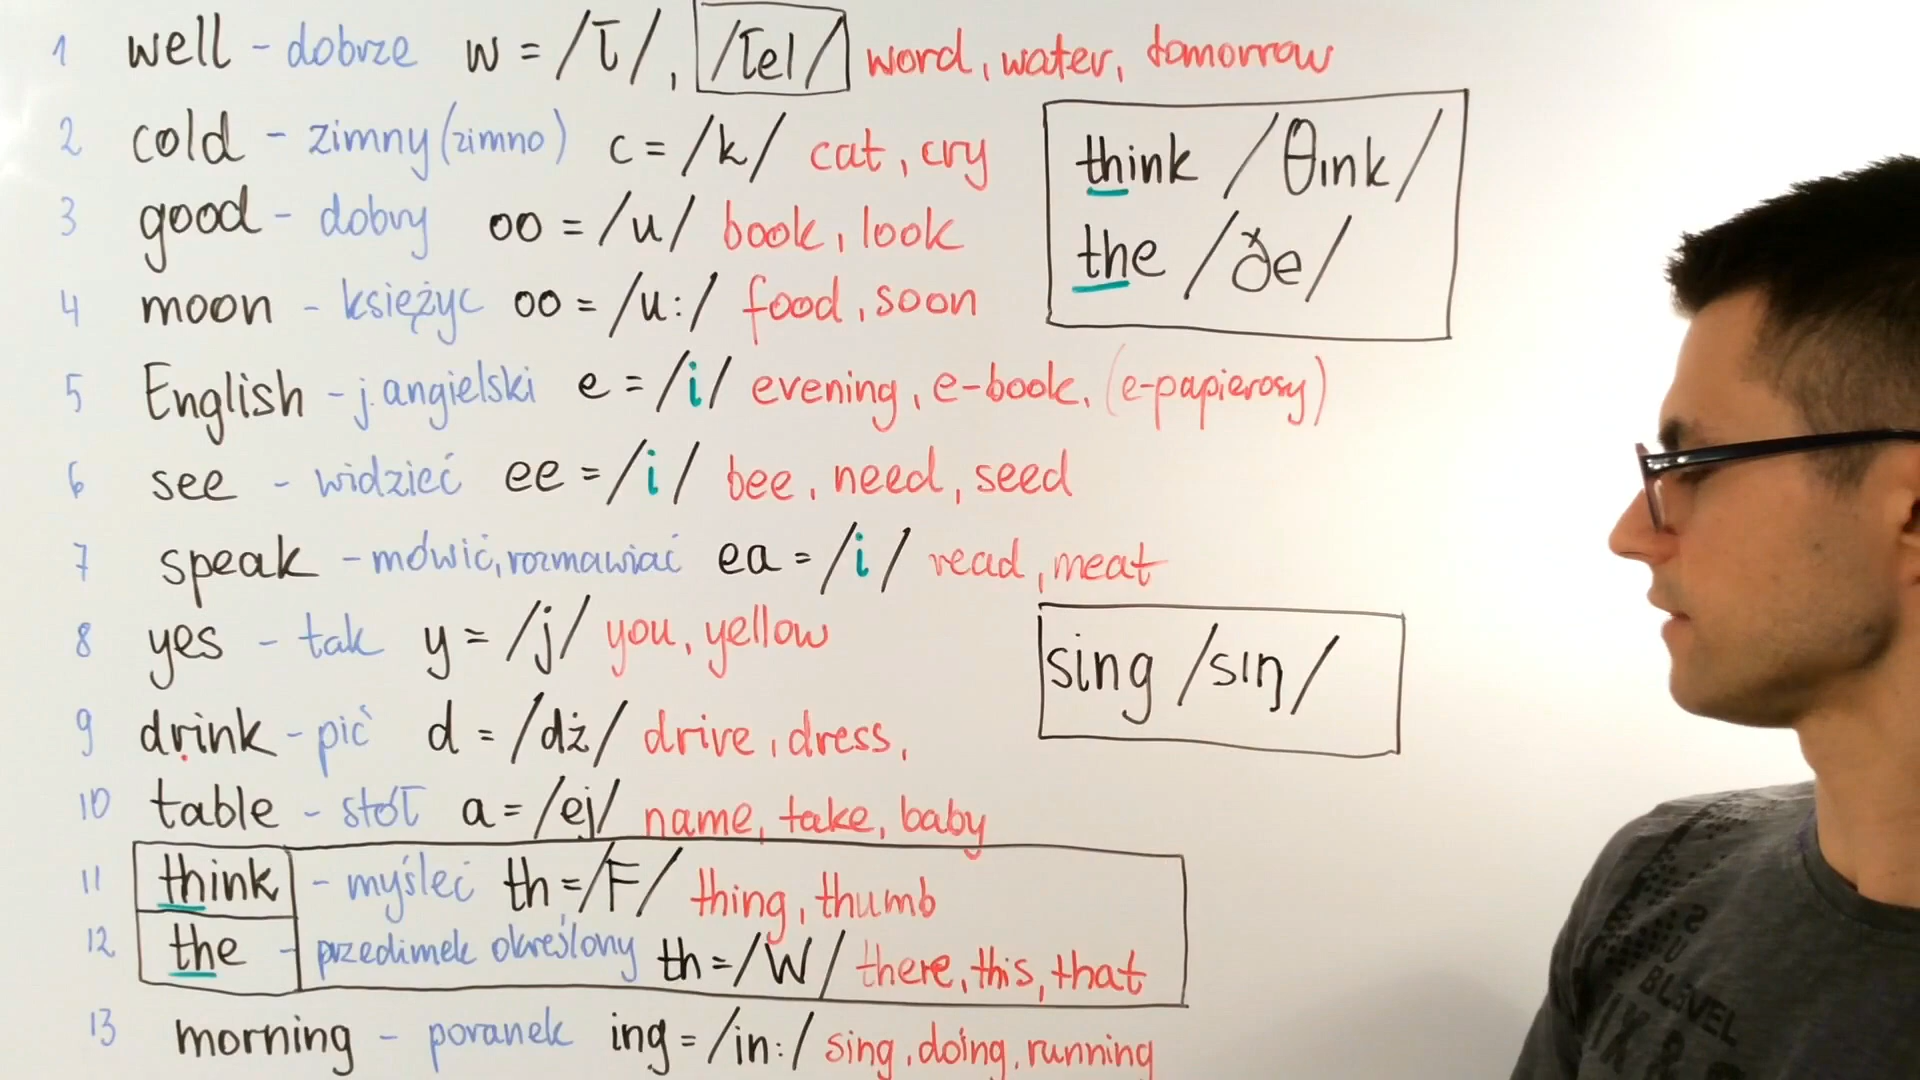 1 well - dobrze w = /ł/, /łel/ word, water, tomorrow
2 cold - zimny (zimno) c = /k/ cat, cry
think /θınk/
3 good - dobry oo = /u/ book, look
the /ðe/
4 moon - księżyc oo = /u:/ food, soon
5 English - j. angielski e = /i/ evening, e-book, (e-papierosy)
6 see - widzieć ee = /i/ bee, need, seed
7 speak - mówić, rozmawiać ea = /i/ read, meat
8 yes - tak y = /j/ you, yellow
sing /sıŋ/
9 drink - pić d = /dż/ drive, dress,
10 table - stół a = /ej/ name, take, baby
11 think - myśleć th = /F/ thing, thumb
12 the - przedimek określony th = /W/ there, this, that
13 morning - poranek ing = /in:/ sing, doing, running